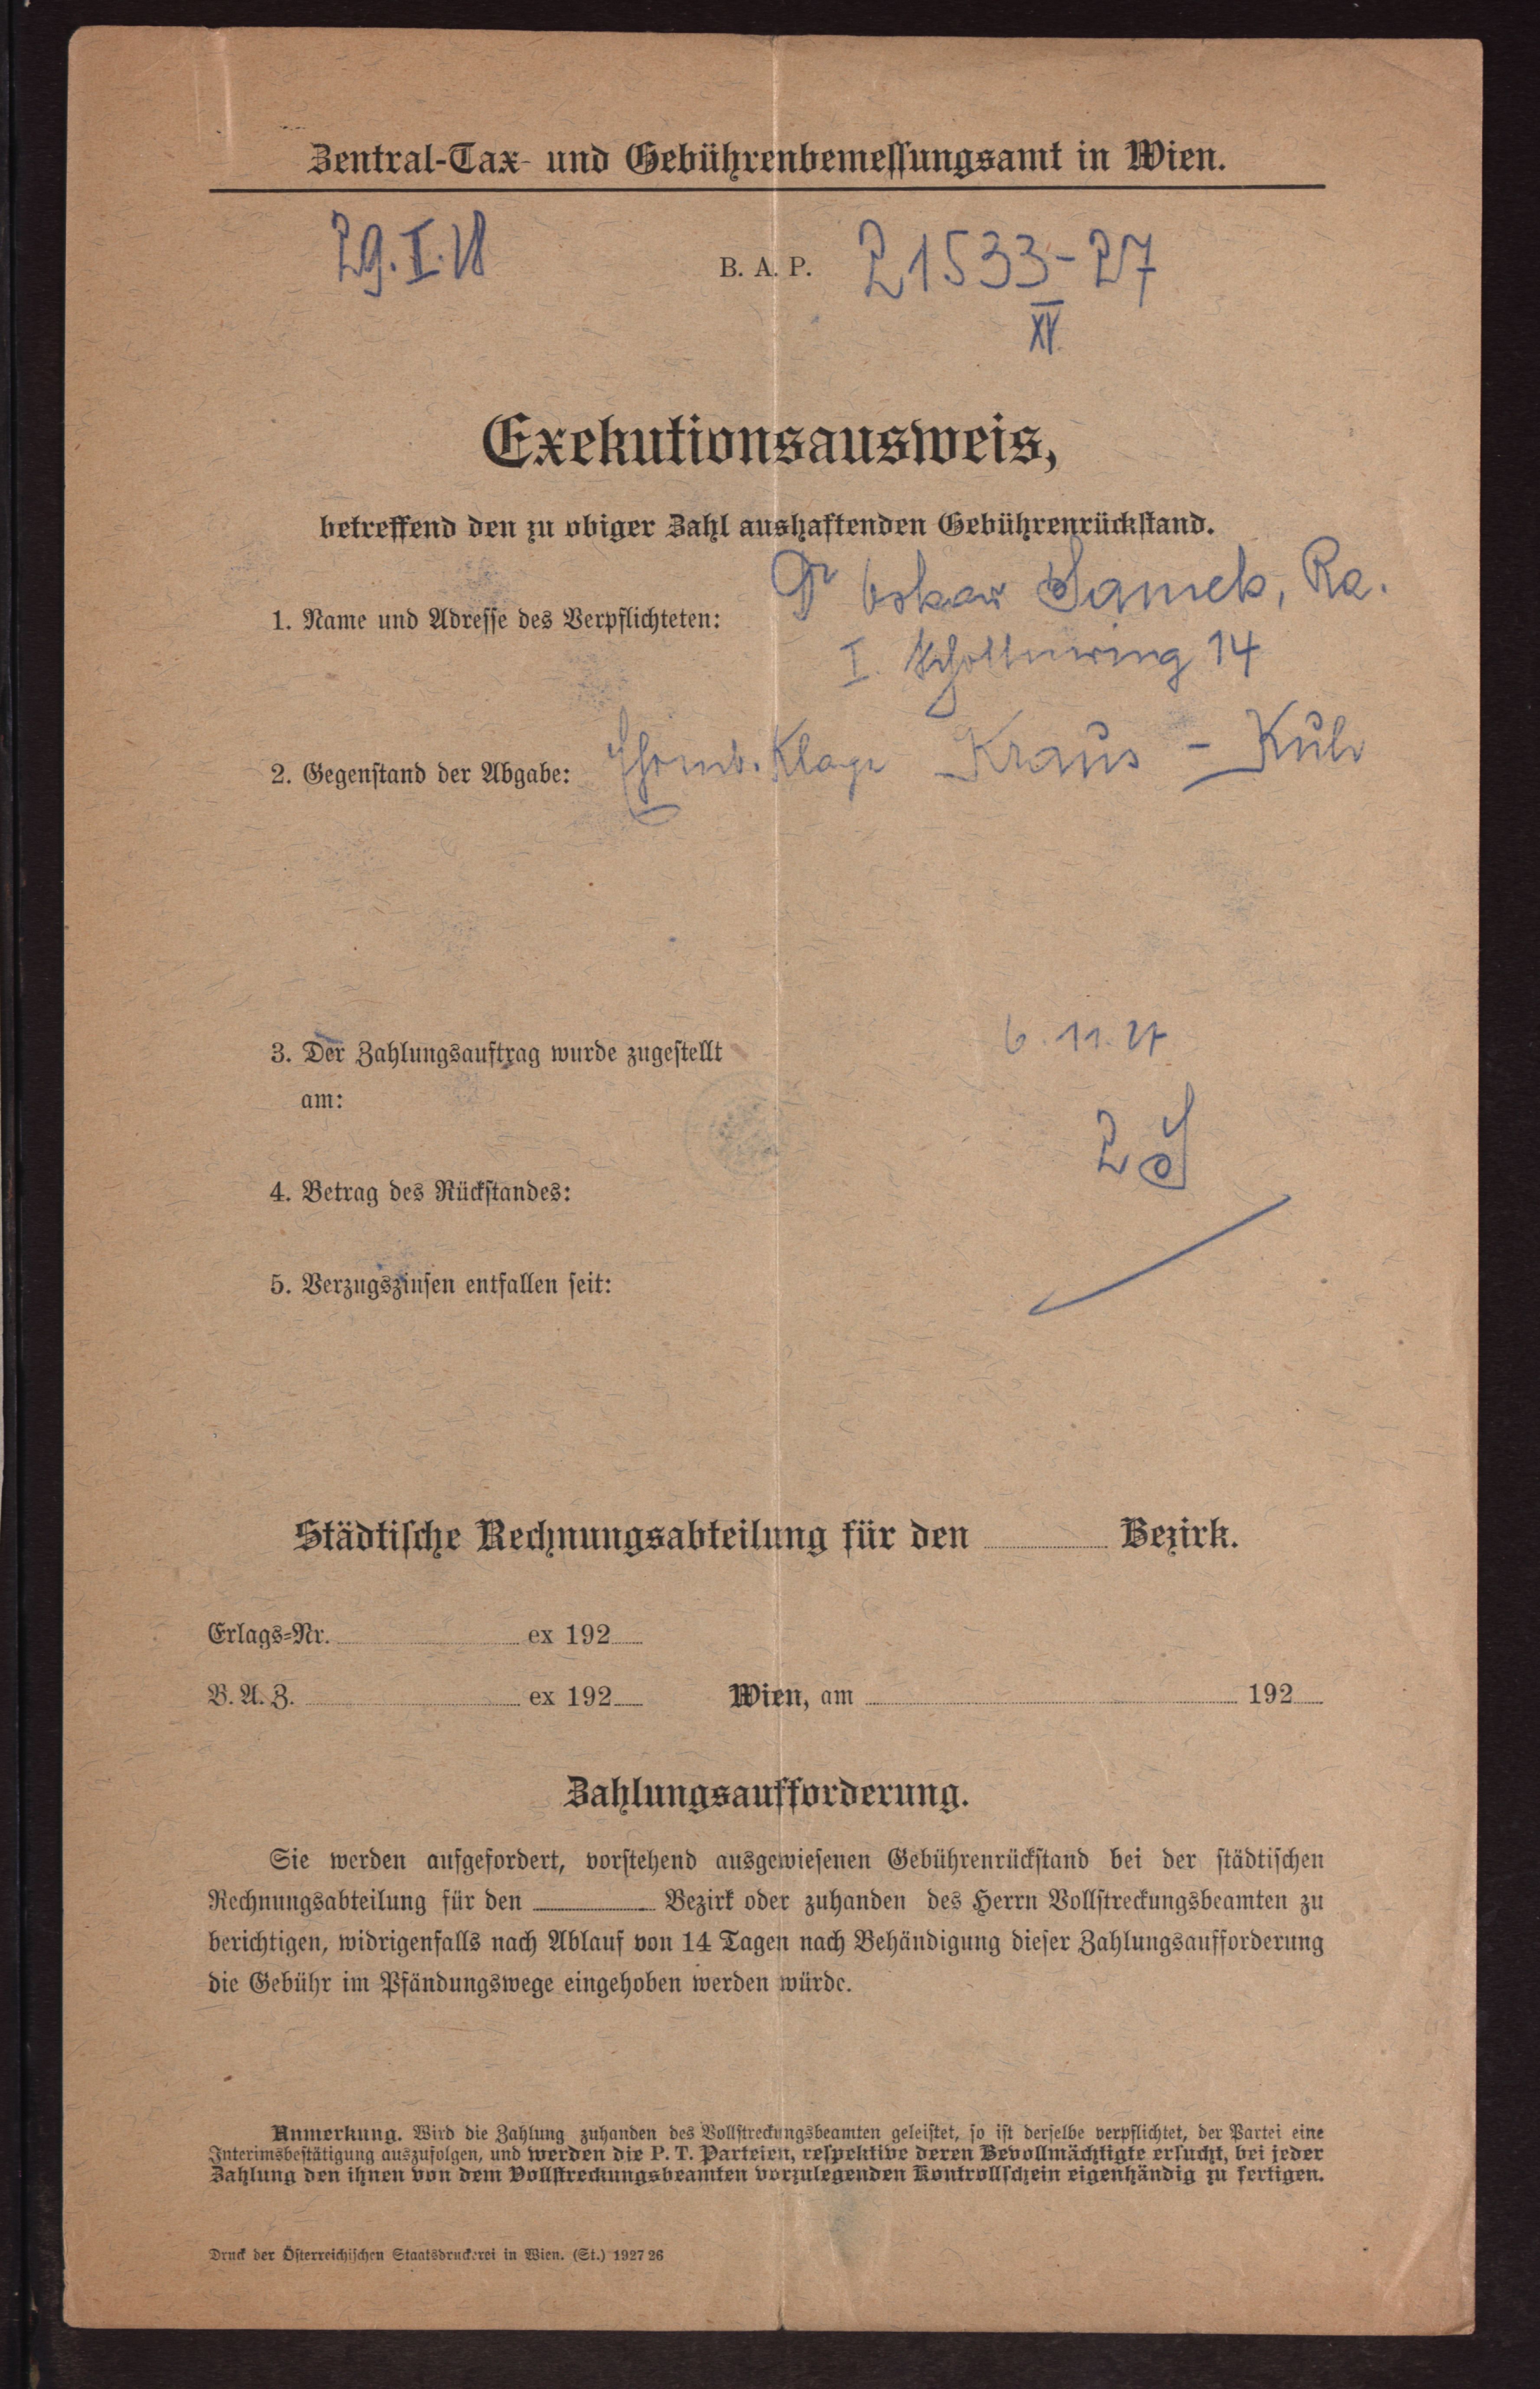 Zentral-Tax- und Gebührenbemessungsamt in Wien.
29. I. 28
B. A. P. 21533-27
XV.
Exekutionsausweis,
betreffend den zu obiger Zahl aushaftenden Gebührenrückstand.
1. Name und Adresse des Verpflichteten: Dr Oskar Samek, Ra.
I. Schottenring 14
2. Gegenstand der Abgabe: Klage Kraus - Kuh
3. Der Zahlungsauftrag wurde zugestellt
am: 6. 11. 27
4. Betrag des Rückstandes: 2 S
5. Verzugszinsen entfallen seit:
Städtische Rechnungsabteilung für den Bezirk.
Erlags-Nr. ex 192
B. A. Z. ex 192 Wien, am 192
Zahlungsaufforderung.
Sie werden aufgefordert, vorstehend ausgewiesenen Gebührenrückstand bei der städtischen
Rechnungsabteilung für den Bezirk oder zuhanden des Herrn Vollstreckungsbeamten zu
berichtigen, widrigenfalls nach Ablauf von 14 Tagen nach Behändigung dieser Zahlungsaufforderung
die Gebühr im Pfändungswege eingehoben werden würde.
Anmerkung. Wird die Zahlung zuhanden des Vollstreckungsbeamten geleistet, so ist derselbe verpflichtet, der Partei eine
Interimsbestätigung auszufolgen, und werden die P. T. Parteien, respektive deren Bevollmächtigte ersucht, bei jeder
Zahlung den ihnen von dem Vollstreckungsbeamten vorzulegenden Kontrollschein eigenhändig zu fertigen.
Druck der Österreichischen Staatsdruckerei in Wien. (St.) 1927 26